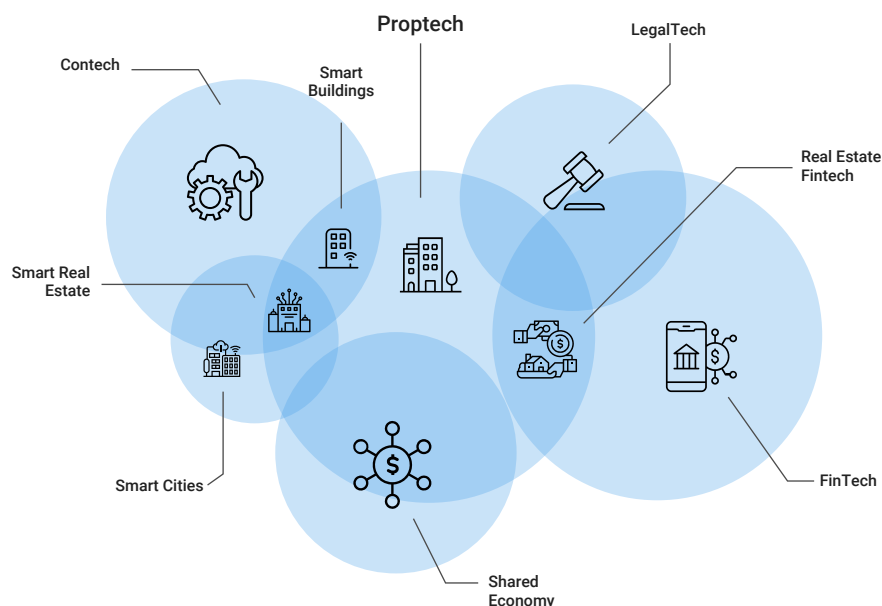 Proptech
LegalTech
Contech
Smart
Buildings
Real Estate
Fintech
Smart Real
Estate
Smart Cities
FinTech
Shared
Economy
$
$
$